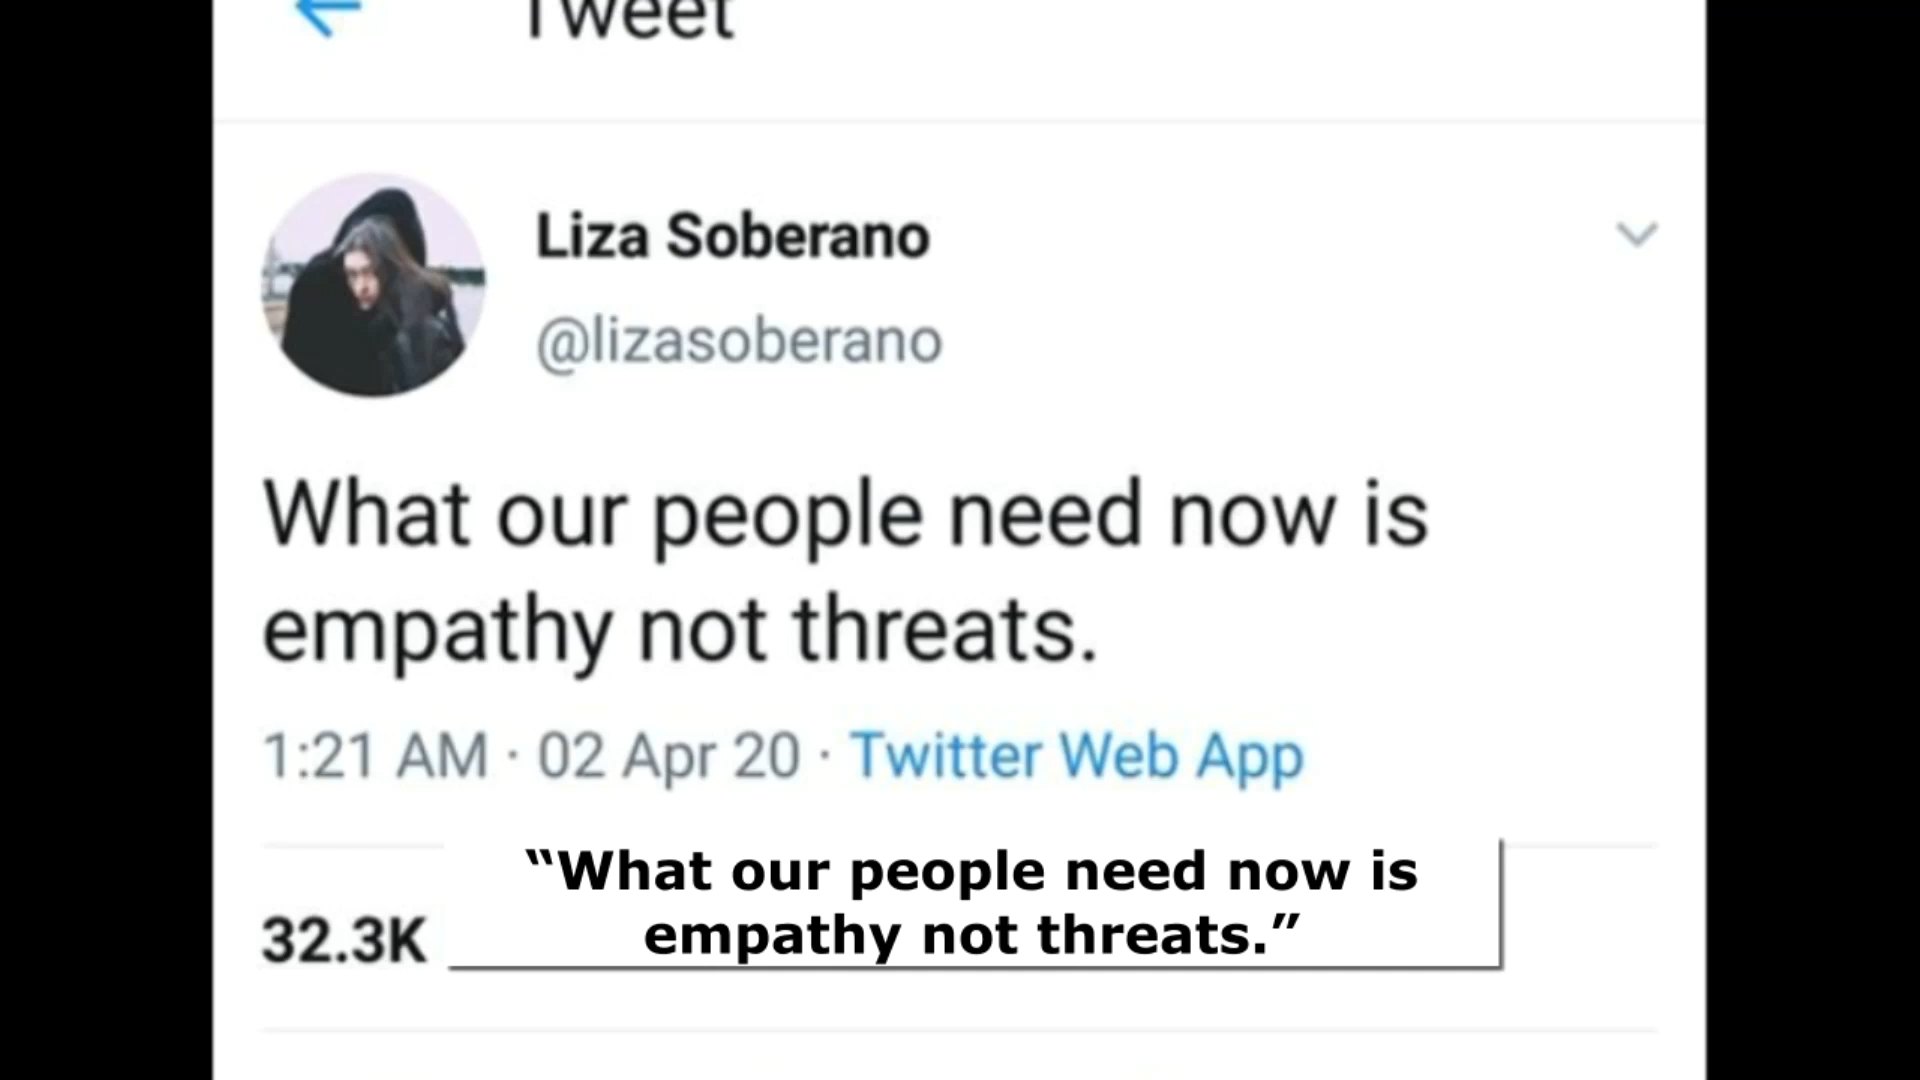 Tweet
Liza Soberano
@lizasoberano
What our people need now is
empathy not threats.
1:21 AM · 02 Apr 20 · Twitter Web App
“What our people need now is
empathy not threats.”
32.3K